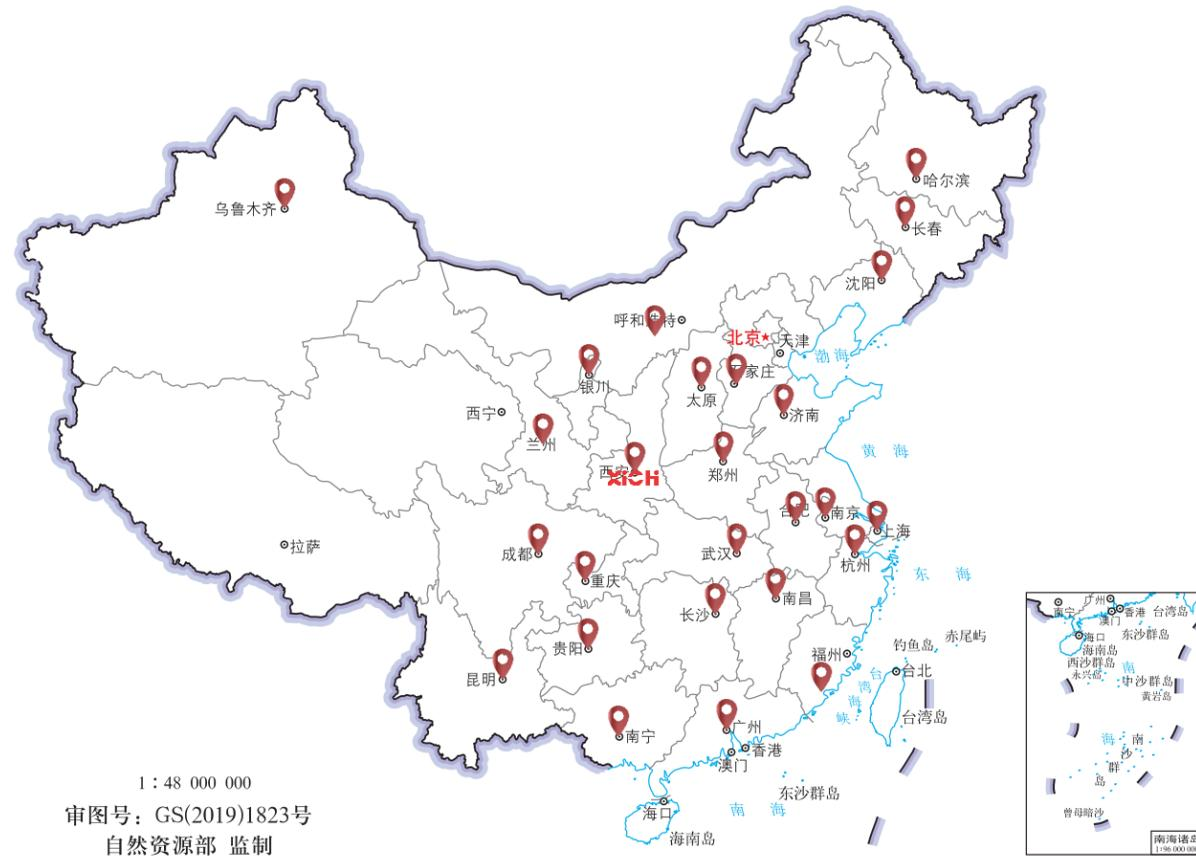 哈尔滨
乌鲁木齐
长春
沈阳
呼和浩特
北京
天津
渤海
银川
太原
石家庄
西宁
济南
兰州
黄海
西安
XiCH
郑州
合肥
南京
上海
拉萨
成都
武汉
杭州
东海
重庆
南昌
长沙
贵阳
福州
钓鱼岛
赤尾屿
昆明
台北
台湾海峡
台湾岛
南宁
广州
香港
澳门
东沙群岛
海口
南海
海南岛
1:48 000 000
审图号：GS(2019)1823号
自然资源部 监制
广州
南宁
香港
台湾岛
澳门
海口
东沙群岛
海南岛
西沙群岛
永兴岛
南海
中沙群岛
黄岩岛
南沙群岛
曾母暗沙
南海诸岛
1:96 000 000